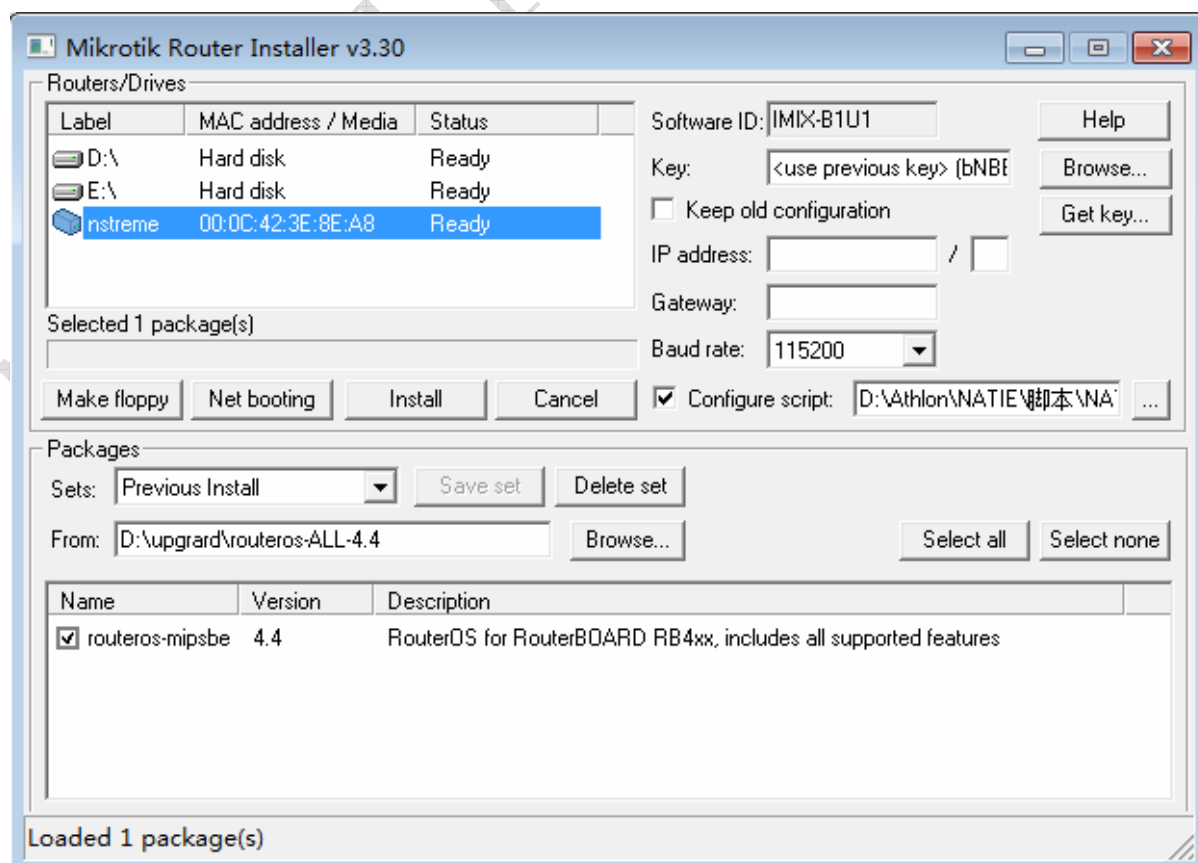 Mikrotik Router Installer v3.30
Routers/Drives
Label MAC address / Media Status
D:\ Hard disk Ready
E:\ Hard disk Ready
nstreme 00:0C:42:3E:8E:A8 Ready
Selected 1 package(s)
Make floppy Net booting Install Cancel
Software ID: IMIX-B1U1 Help
Key: <use previous key> (bNBE Browse...
Keep old configuration Get key...
IP address: /
Gateway:
Baud rate: 115200
Configure script: D:\Athlon\NATIE\脚本\NA ...
Packages
Sets: Previous Install Save set Delete set
From: D:\upgrard\routeros-ALL-4.4 Browse... Select all Select none
Name Version Description
routeros-mipsbe 4.4 RouterOS for RouterBOARD RB4xx, includes all supported features
Loaded 1 package(s)